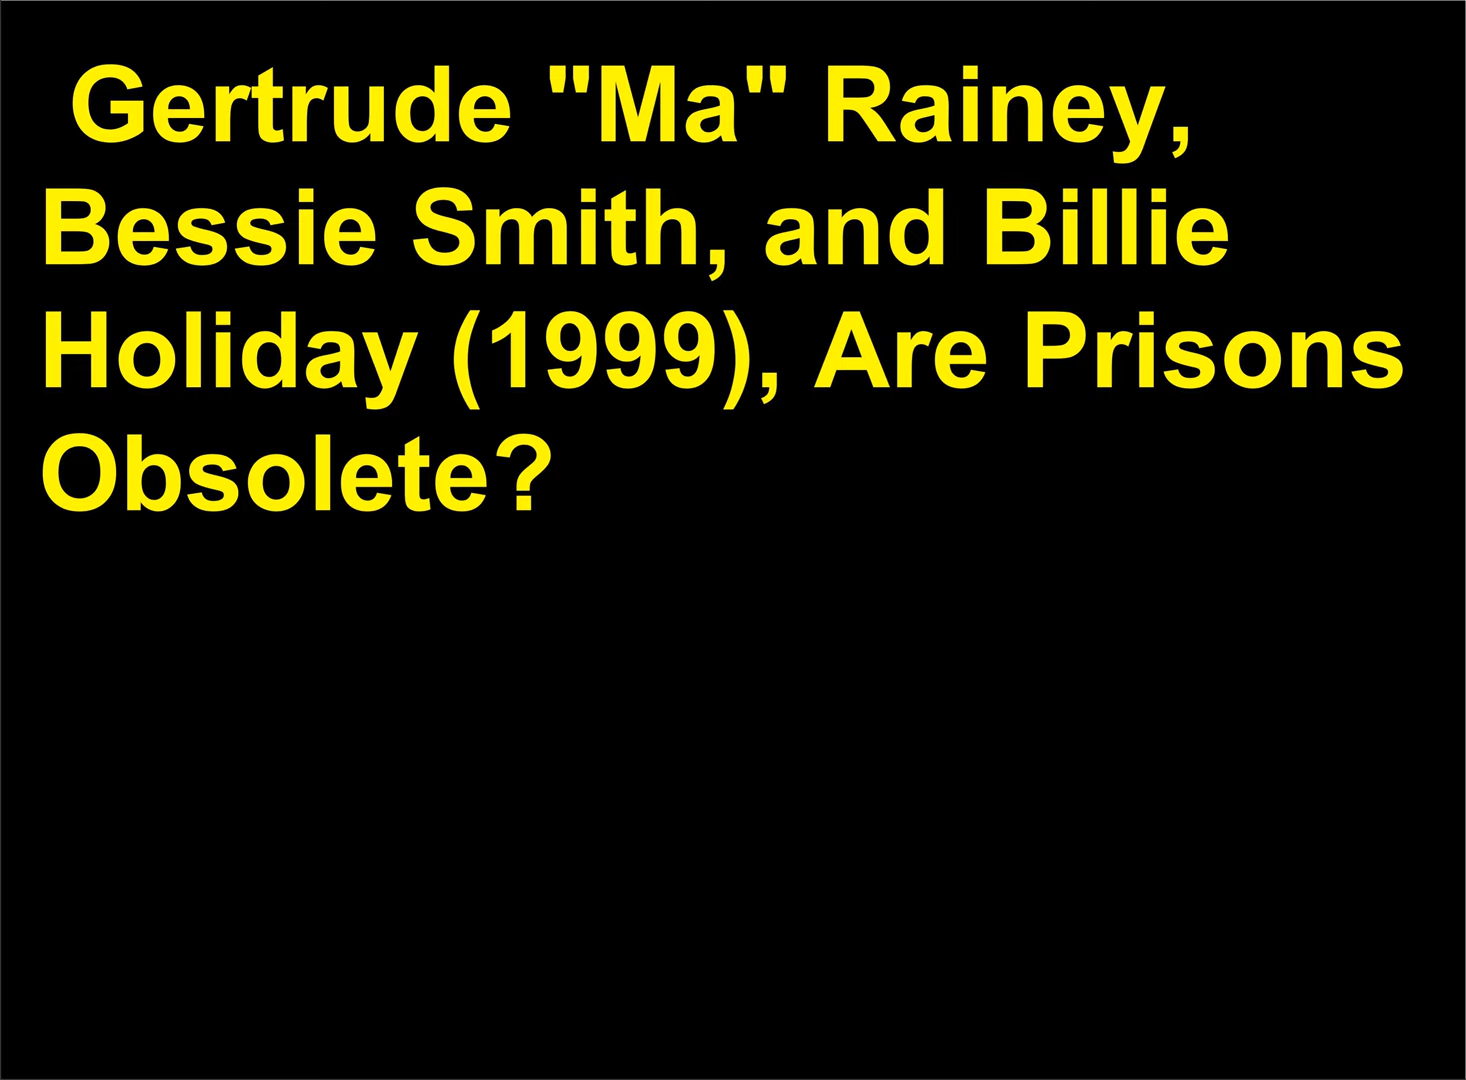 Gertrude "Ma" Rainey,
Bessie Smith, and Billie
Holiday (1999), Are Prisons
Obsolete?